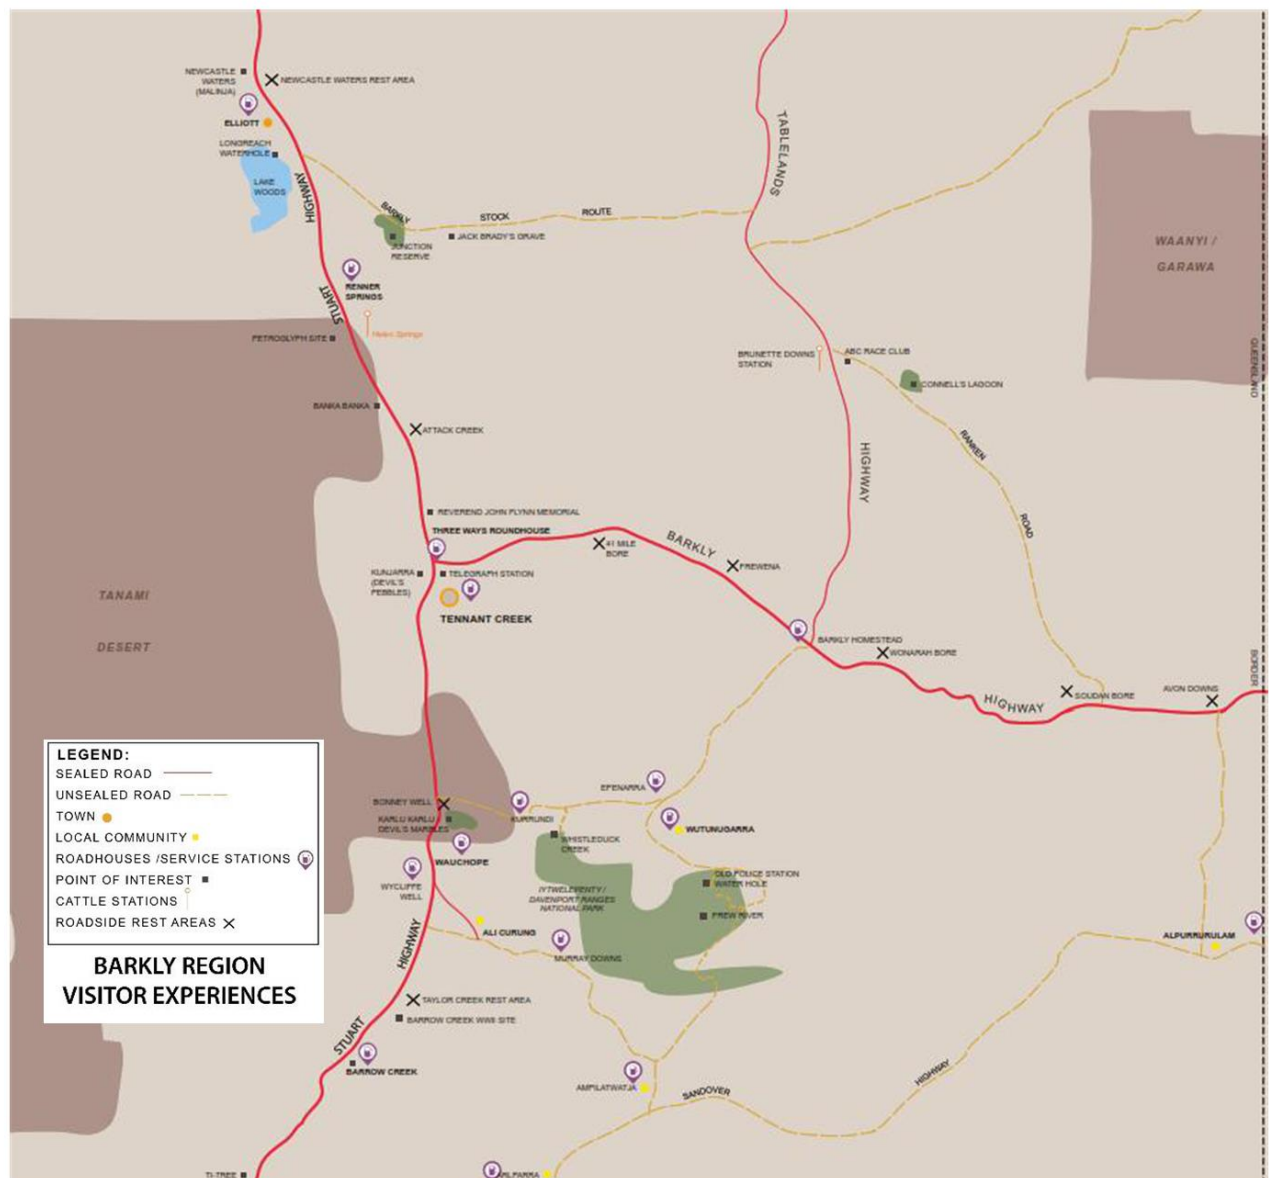 NEWCASTLE
WATERS
(MALINJA)
NEWCASTLE WATERS REST AREA
ELLIOTT
LONGREACH
WATERHOLE
LAKE
WOODS
HIGHWAY
BARKLY
STOCK
ROUTE
TABLELANDS
JUNCTION
RESERVE
JACK BRADY'S GRAVE
WAANYI /
GARAWA
RENNER
SPRINGS
STUART
Helen Springs
PETROGLYPH SITE
BRUNETTE DOWNS
STATION
ABC RACE CLUB
CONNELL'S LAGOON
QUEENSLAND
BANKA BANKA
ATTACK CREEK
HIGHWAY
RANKEN
ROAD
REVEREND JOHN FLYNN MEMORIAL
THREE WAYS ROUNDHOUSE
41 MILE
BORE
BARKLY
FREWENA
KUNJARRA
(DEVIL'S
PEBBLES)
TELEGRAPH STATION
TENNANT CREEK
TANAMI
DESERT
BARKLY HOMESTEAD
WONARAH BORE
BORDER
HIGHWAY
SOUDAN BORE
AVON DOWNS
LEGEND:
SEALED ROAD
UNSEALED ROAD
TOWN
LOCAL COMMUNITY
ROADHOUSES /SERVICE STATIONS
POINT OF INTEREST
CATTLE STATIONS
ROADSIDE REST AREAS
BARKLY REGION
VISITOR EXPERIENCES
BONNEY WELL
KARLU KARLU
DEVIL'S MARBLES
KURRUNDI
EPENARRA
WUTUNUGARRA
WHISTLEDUCK
CREEK
WAUCHOPE
WYCLIFFE
WELL
IYTWELEPENTY /
DAVENPORT RANGES
NATIONAL PARK
OLD POLICE STATION
WATER HOLE
FREW RIVER
ALI CURUNG
MURRAY DOWNS
ALPURRURULAM
HIGHWAY
TAYLOR CREEK REST AREA
BARROW CREEK WWII SITE
STUART
BARROW CREEK
AMPILATWATJA
SANDOVER
HIGHWAY
TI-TREE
ARLPARRA